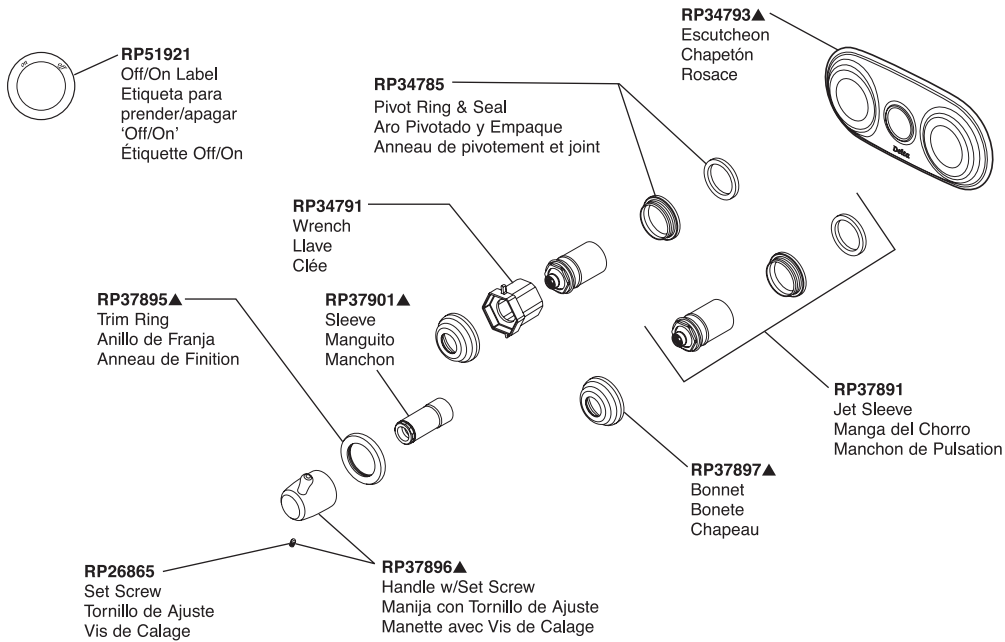 RP34793▲
Escutcheon
Chapetón
Rosace
on
off
RP51921
Off/On Label
Etiqueta para
prender/apagar
‘Off/On’
Étiquette Off/On
RP34785
Pivot Ring & Seal
Aro Pivotado y Empaque
Anneau de pivotement et joint
Delta
RP34791
Wrench
Llave
Clée
RP37895▲
Trim Ring
Anillo de Franja
Anneau de Finition
RP37901▲
Sleeve
Manguito
Manchon
RP37891
Jet Sleeve
Manga del Chorro
Manchon de Pulsation
RP37897▲
Bonnet
Bonete
Chapeau
RP26865
Set Screw
Tornillo de Ajuste
Vis de Calage
RP37896▲
Handle w/Set Screw
Manija con Tornillo de Ajuste
Manette avec Vis de Calage